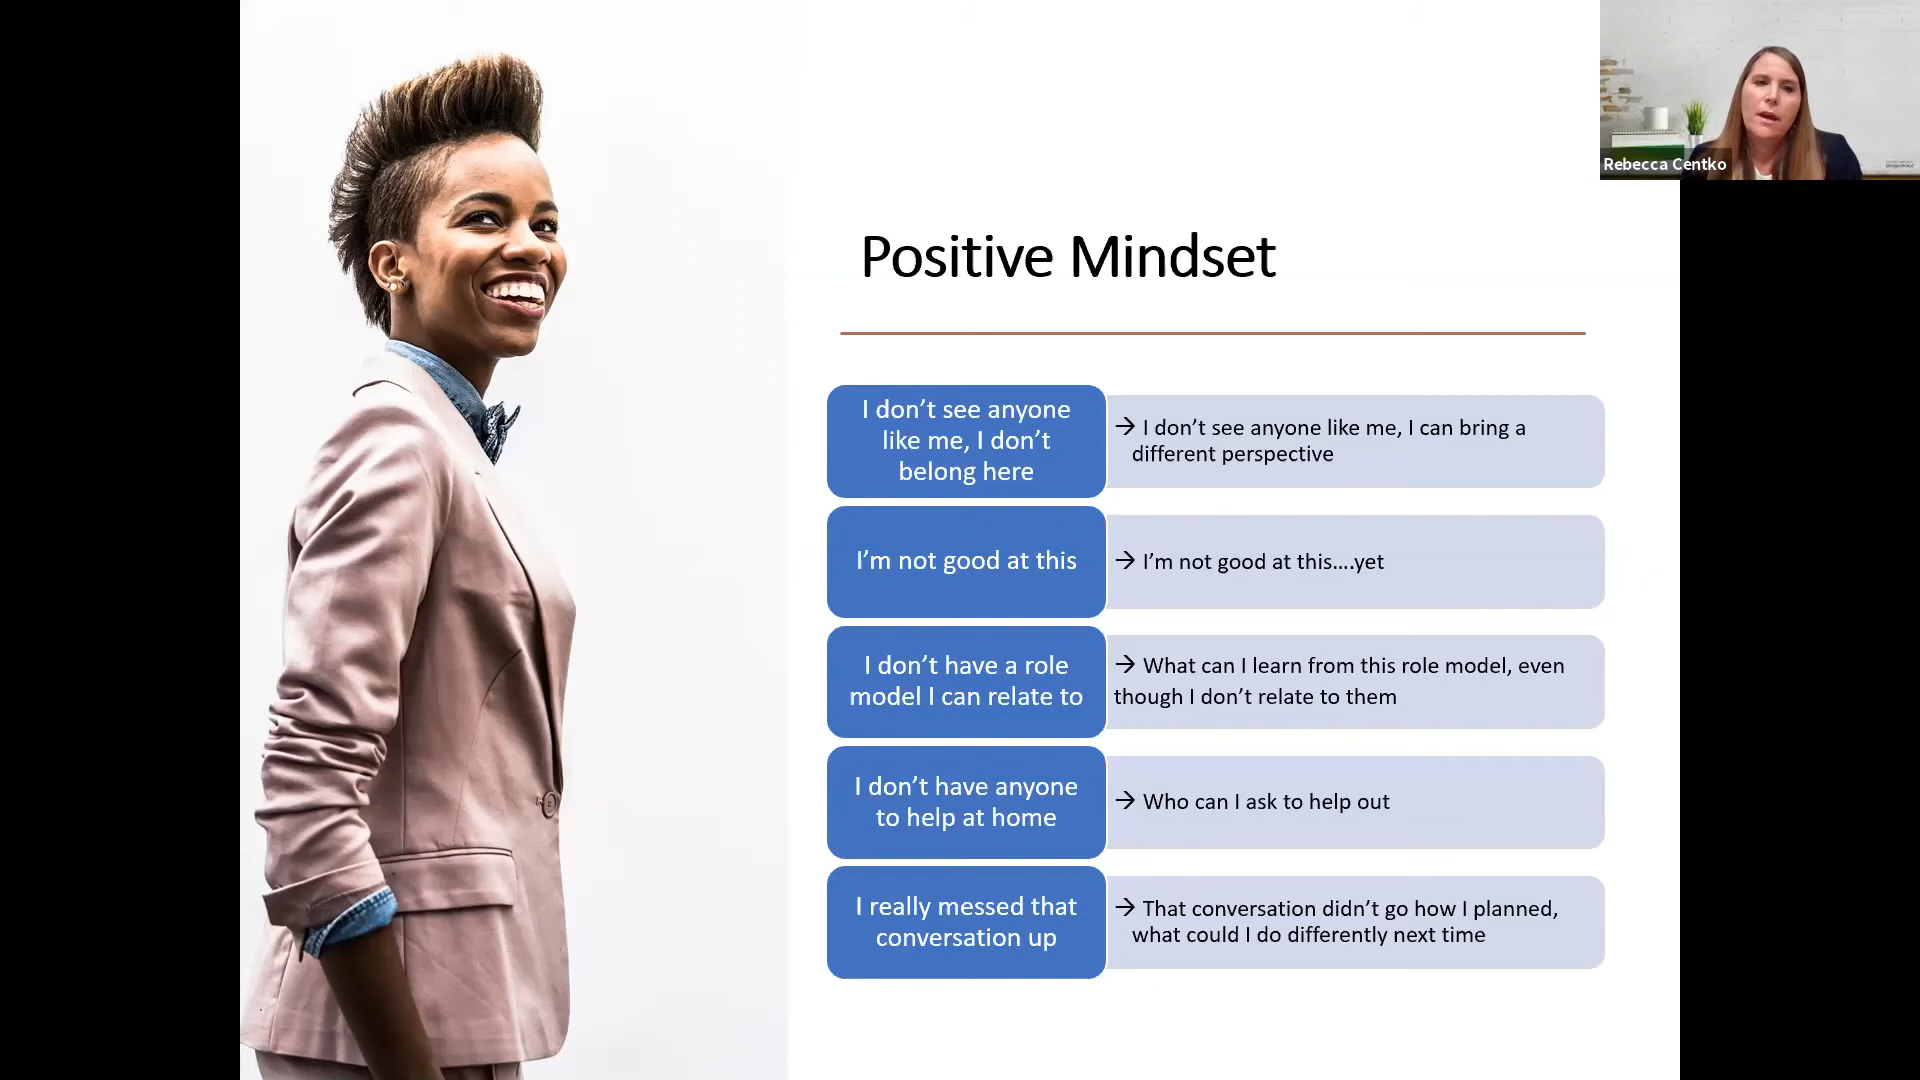 Rebecca Centko
Positive Mindset
I don’t see anyone
like me, I don’t
belong here
→ I don’t see anyone like me, I can bring a
different perspective
I’m not good at this
→ I’m not good at this....yet
I don’t have a role
model I can relate to
→ What can I learn from this role model, even
though I don’t relate to them
I don’t have anyone
to help at home
→ Who can I ask to help out
I really messed that
conversation up
→ That conversation didn’t go how I planned,
what could I do differently next time